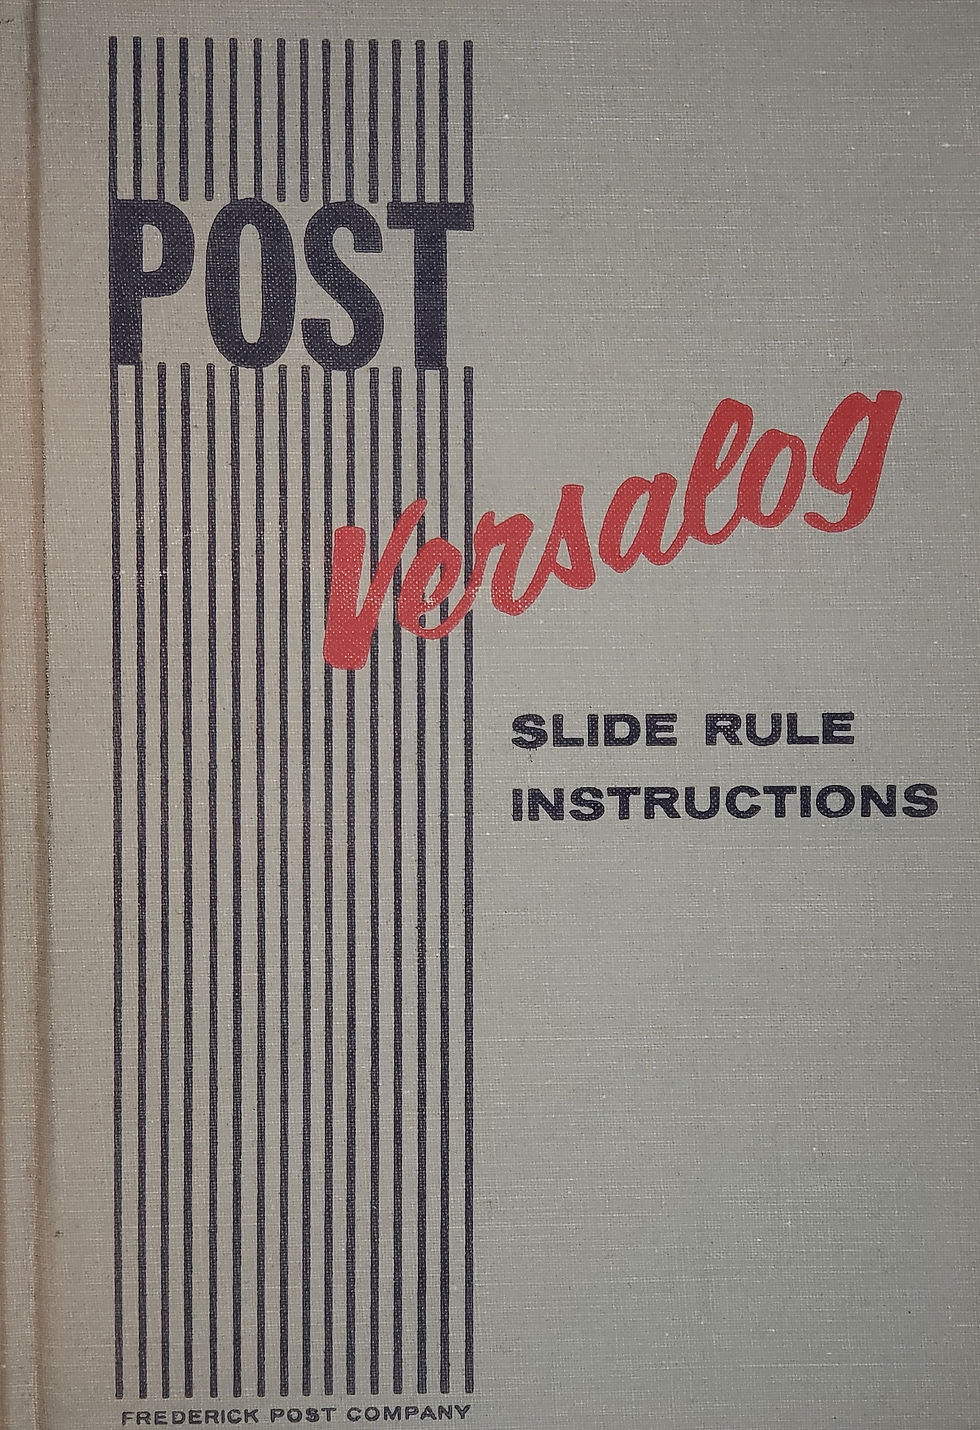 POST
Versalog
SLIDE RULE
INSTRUCTIONS
FREDERICK POST COMPANY